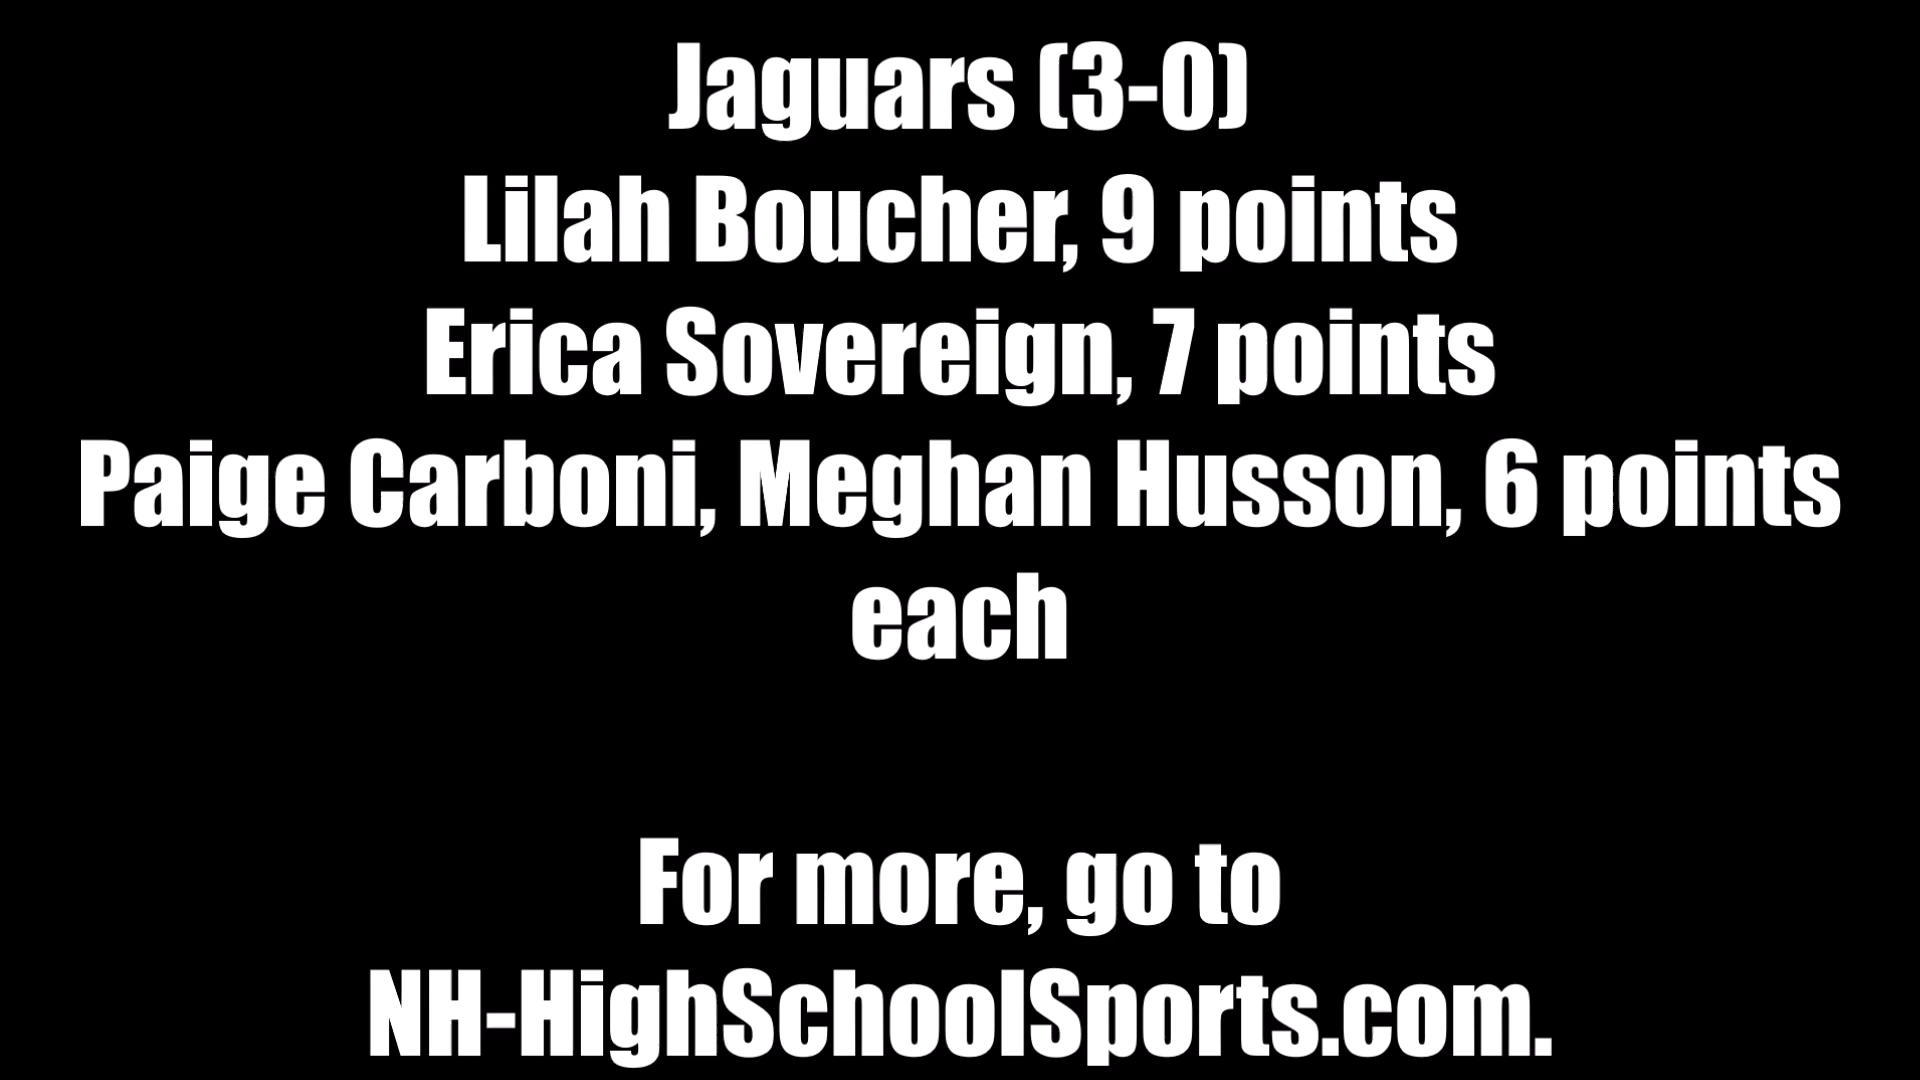 Jaguars (3-0)
Lilah Boucher, 9 points
Erica Sovereign, 7 points
Paige Carboni, Meghan Husson, 6 points
each
For more, go to
NH-HighSchoolSports.com.